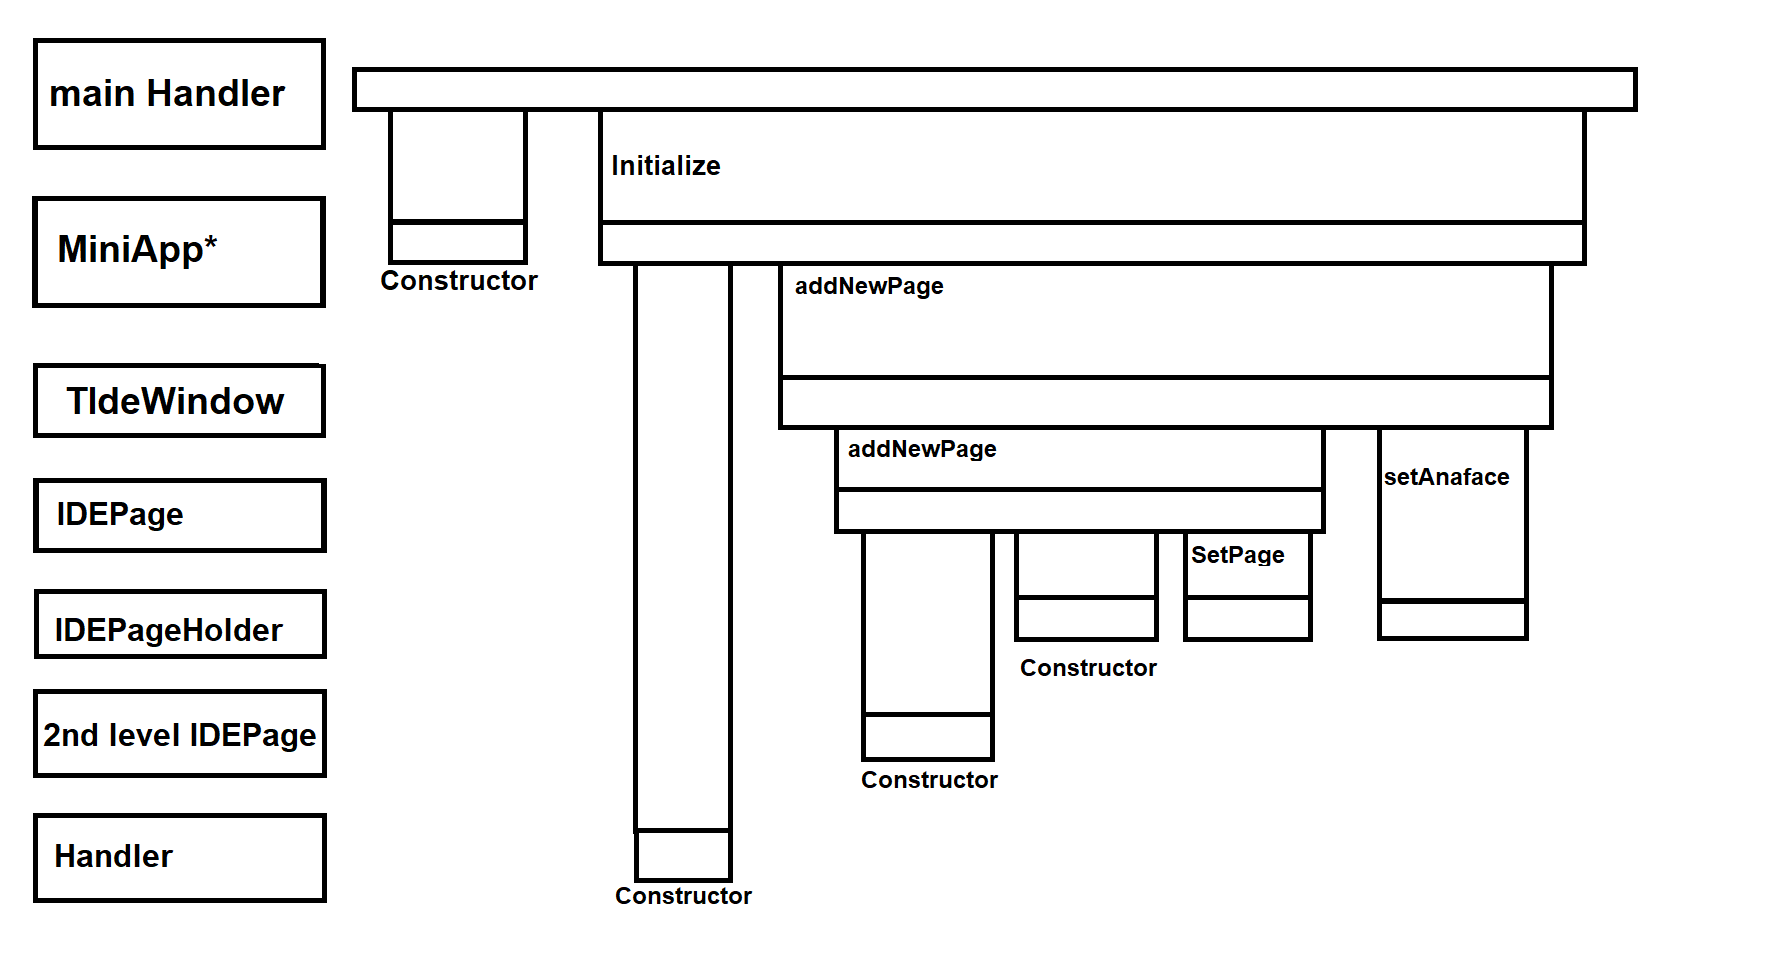 main Handler
MiniApp*
TIdeWindow
IDEPage
IDEPageHolder
2nd level IDEPage
Handler
Initialize
Constructor
addNewPage
addNewPage
setAnaface
SetPage
Constructor
Constructor
Constructor